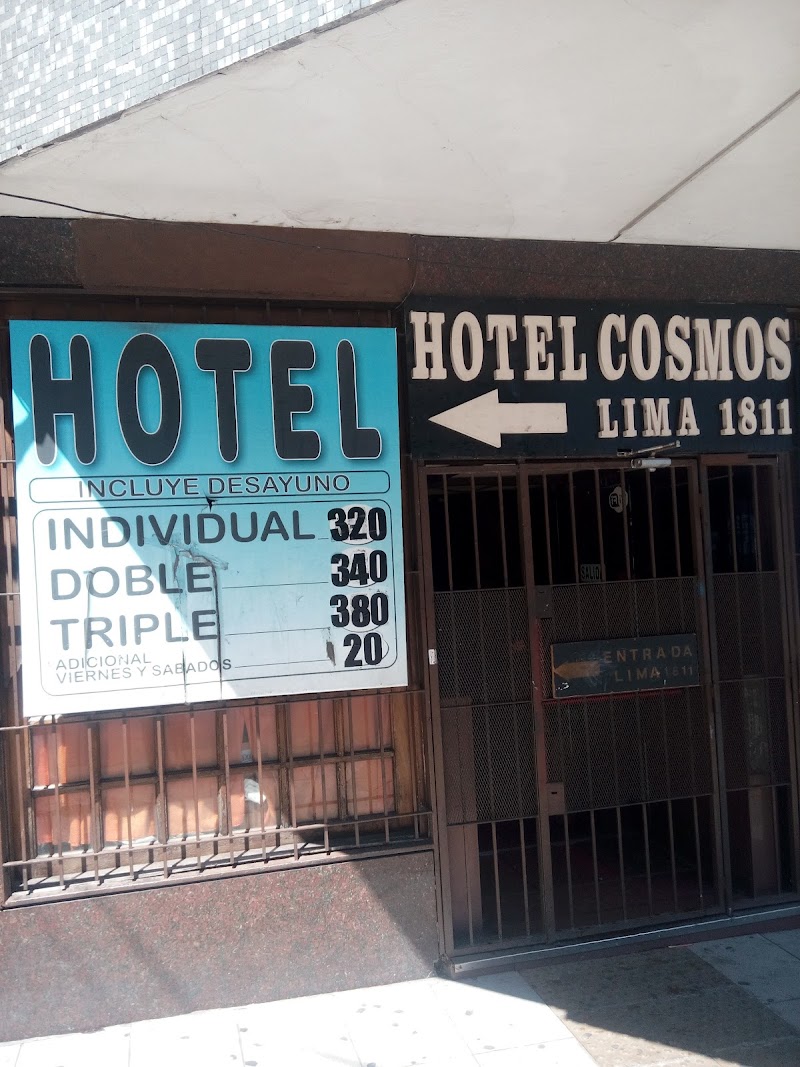 HOTEL
INCLUYE DESAYUNO
INDIVIDUAL 320
DOBLE 340
TRIPLE 380
ADICIONAL
VIERNES Y SABADOS 20
HOTEL COSMOS
LIMA 1811
ENTRADA
LIMA 1811